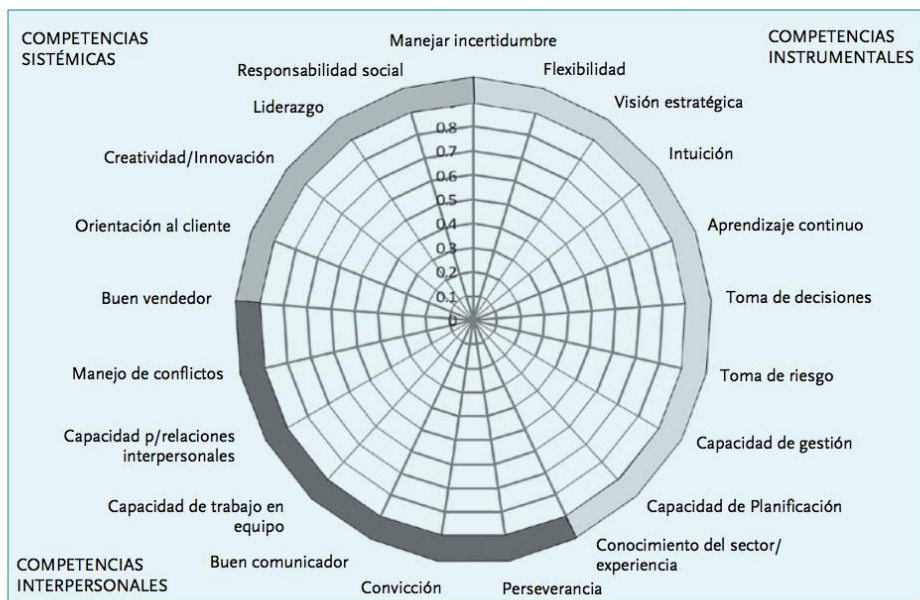 COMPETENCIAS
SISTÉMICAS
COMPETENCIAS
INSTRUMENTALES
Manejar incertidumbre
Flexibilidad
Visión estratégica
Intuición
Aprendizaje continuo
Toma de decisiones
Toma de riesgo
Capacidad de gestión
Capacidad de Planificación
Conocimiento del sector/
experiencia
Perseverancia
Convicción
Buen comunicador
Capacidad de trabajo en
equipo
Capacidad p/relaciones
interpersonales
Manejo de conflictos
Buen vendedor
Orientación al cliente
Creatividad/Innovación
Liderazgo
Responsabilidad social
0.8
0.7
0.6
0.5
0.4
0.3
0.2
0.1
0
COMPETENCIAS
INTERPERSONALES